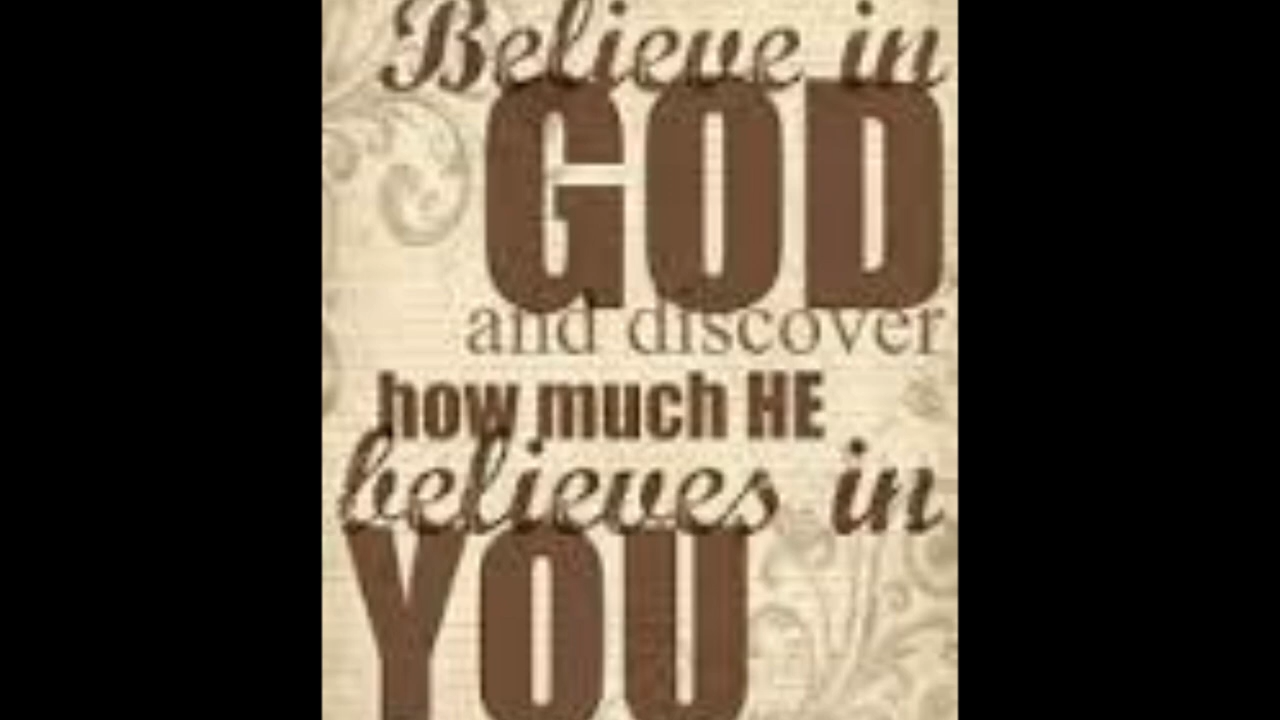 Believe in
GOD
and discover
how much HE
believes in
YOU